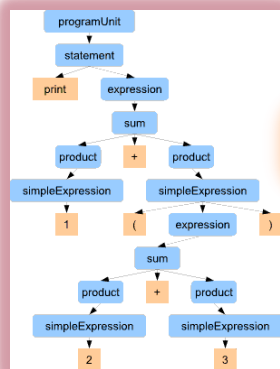 programUnit
statement
print expression
sum
product + product
simpleExpression simpleExpression
1 ( expression )
sum
product + product
simpleExpression simpleExpression
2 3